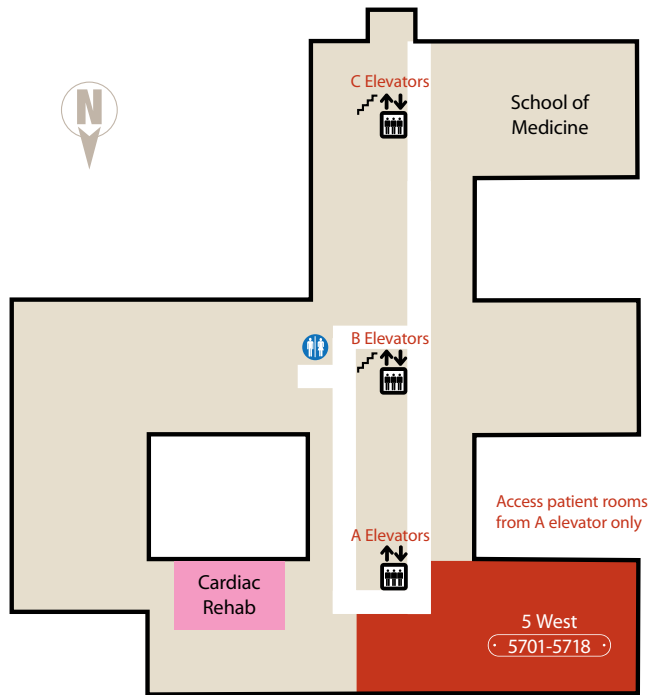 C Elevators
School of
Medicine
N
B Elevators
Access patient rooms
from A elevator only
A Elevators
Cardiac
Rehab
5 West
· 5701-5718 ·